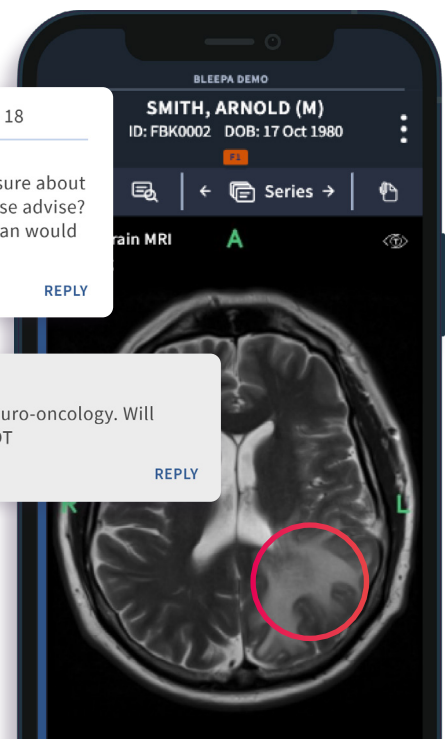 BLEEPA DEMO
SMITH, ARNOLD (M)
ID: FBK0002 DOB: 17 Oct 1980
F1
Series
18
sure about
se advise?
an would
REPLY
rain MRI
A
uro-oncology. Will
OT
REPLY
R
L